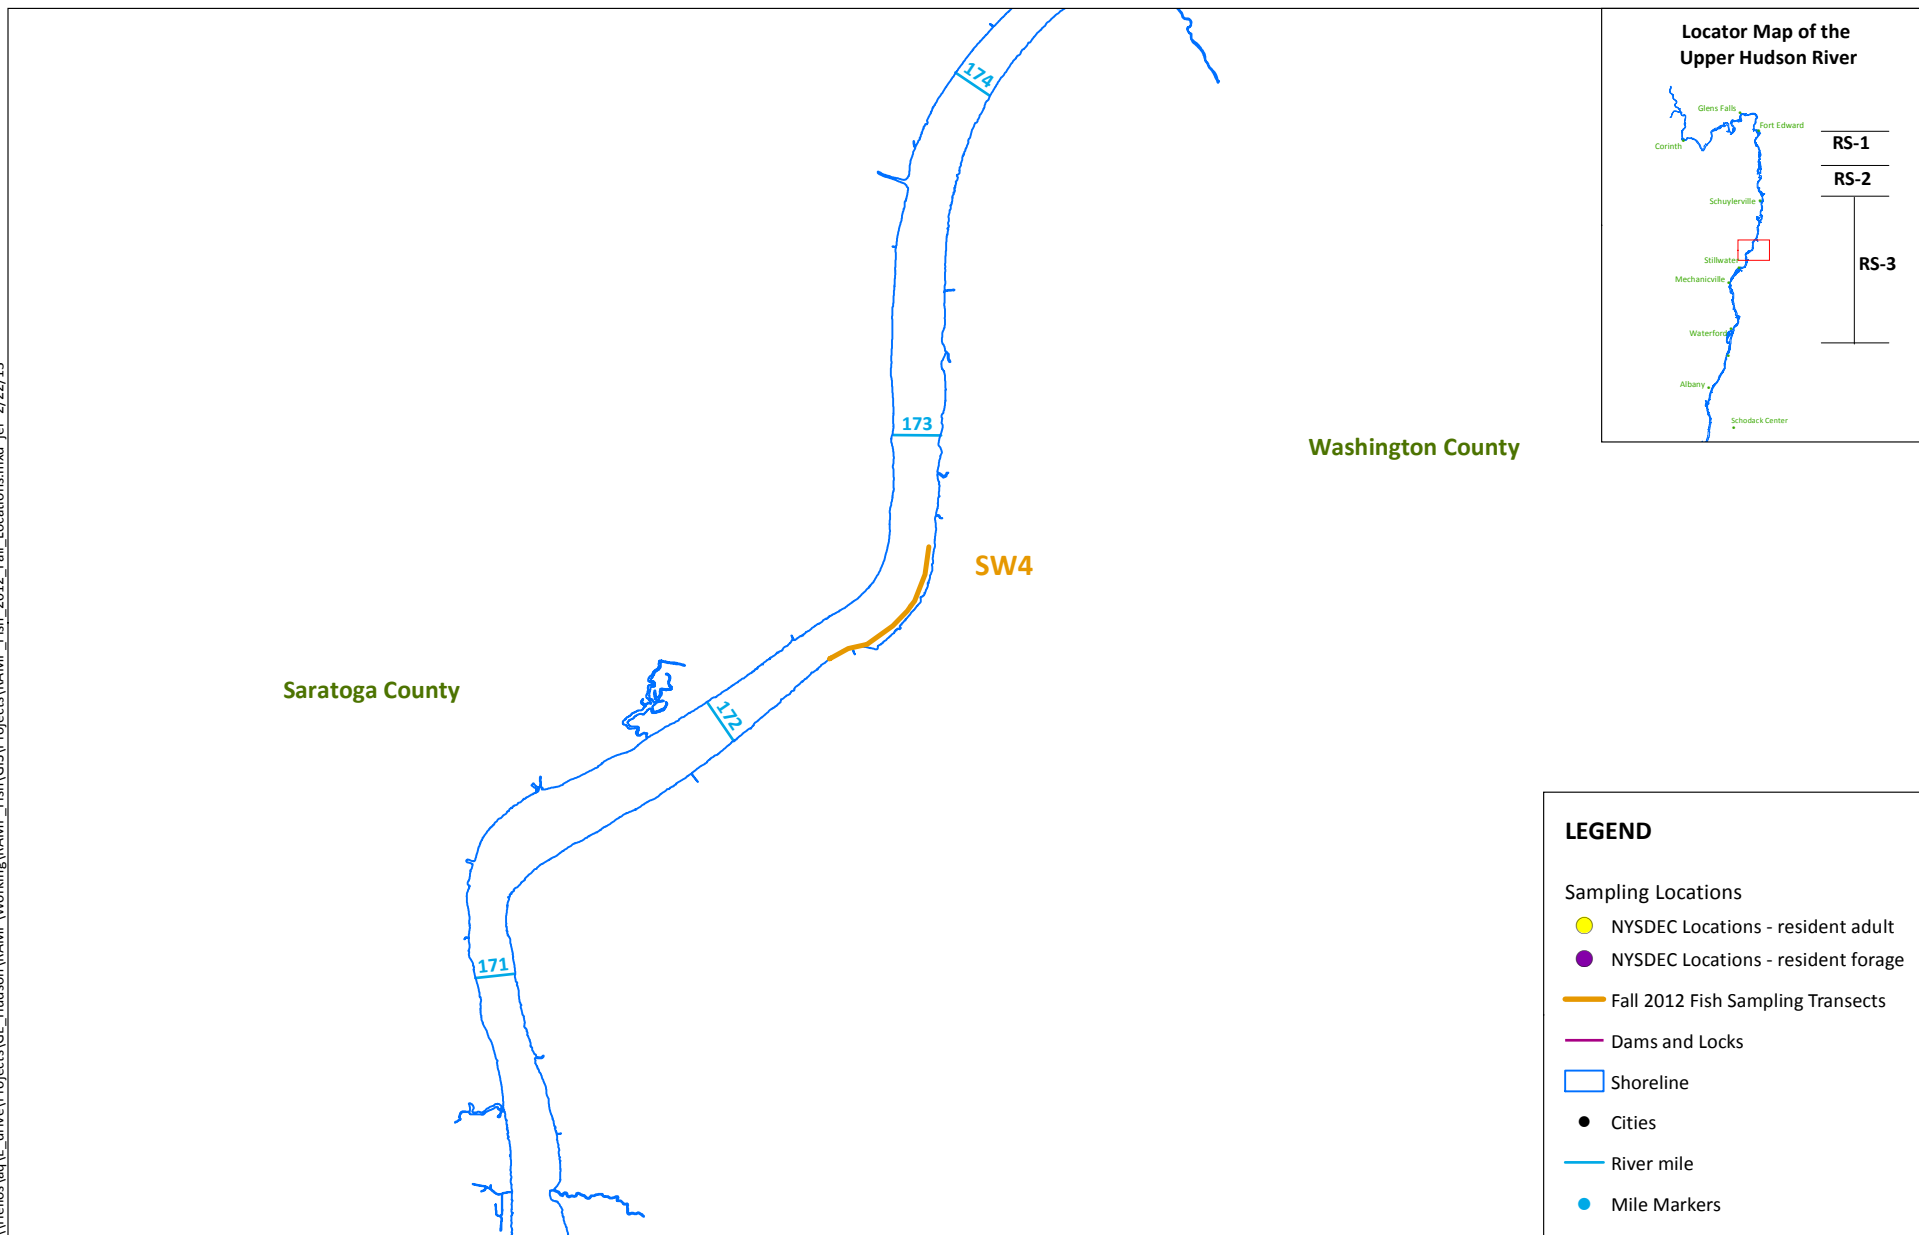 174
173
SW4
172
171
Washington County
Saratoga County
Locator Map of the
Upper Hudson River
Glens Falls
Fort Edward
Corinth
RS-1
RS-2
Schuylerville
RS-3
Stillwater
Mechanicville
Waterford
Albany
Schodack Center
LEGEND
Sampling Locations
NYSDEC Locations - resident adult
NYSDEC Locations - resident forage
Fall 2012 Fish Sampling Transects
Dams and Locks
Shoreline
Cities
River mile
Mile Markers